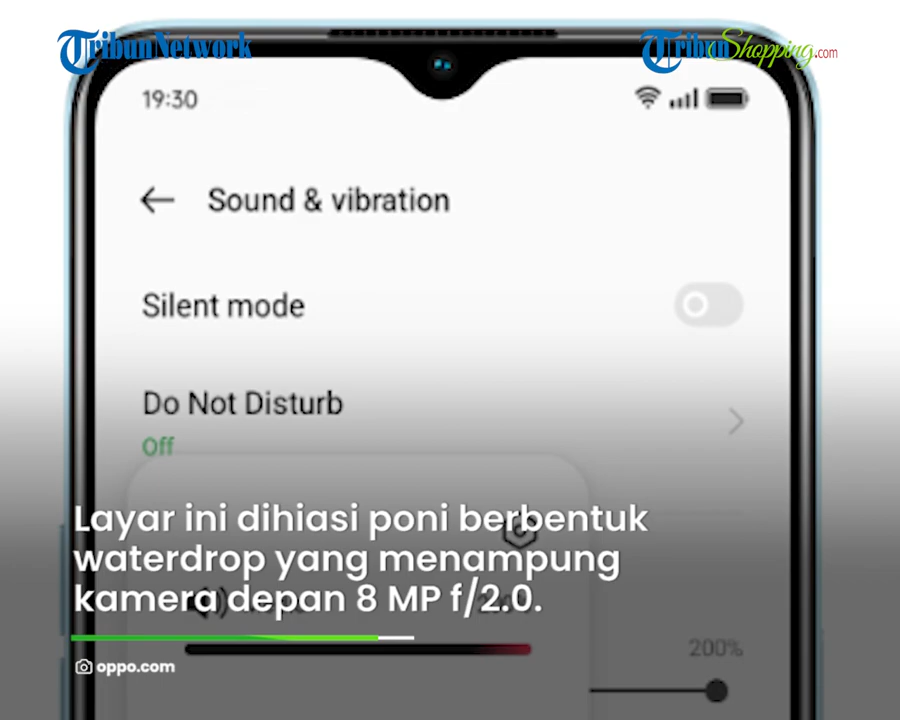 TribunNetwork
TribunShopping.com
19:30
Sound & vibration
Silent mode
Do Not Disturb
Off
Layar ini dihiasi poni berbentuk
waterdrop yang menampung
kamera depan 8 MP f/2.0.
200%
oppo.com